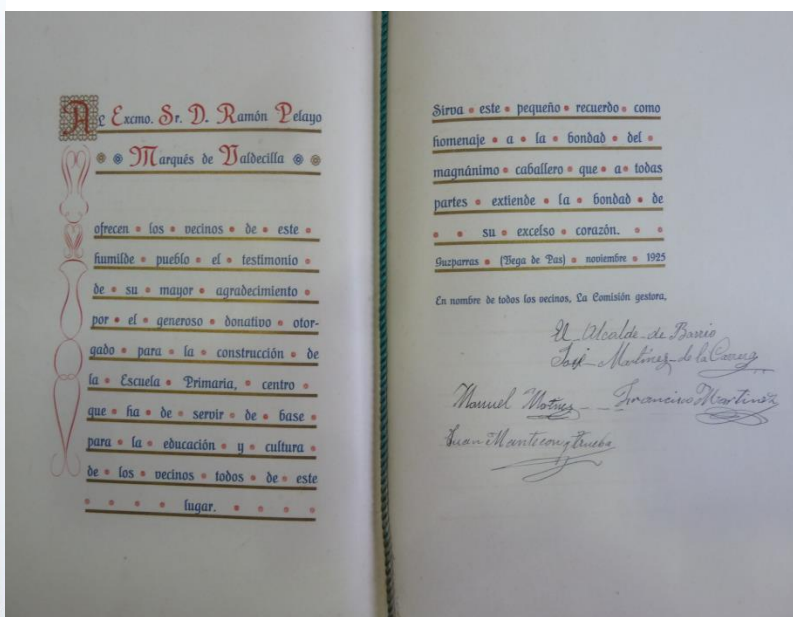 Al Excmo. Sr. D. Ramón Pelayo
Marqués de Valdecilla
ofrecen • los • vecinos • de • este •
humilde • pueblo • el • testimonio •
de • su • mayor • agradecimiento •
por • el • generoso • donativo • otor-
gado • para • la • construcción • de
la • Escuela • Primaria, • centro •
que • ha • de • servir • de • base •
para • la • educación • y • cultura •
de • los • vecinos • todos • de • este
• • • • lugar. • • • •
Sirva • este • pequeño • recuerdo • como
homenaje • a • la • bondad • del •
magnánimo • caballero • que • a • todas
partes • extiende • la • bondad • de
• • su • excelso • corazón. • •
Guzparras • (Vega de Pas) • noviembre • 1925
En nombre de todos los vecinos, La Comisión gestora,
El Alcalde de Barrio
José Martínez de la
Manuel Francisco Martínez
Juan Mantecon y Trueba